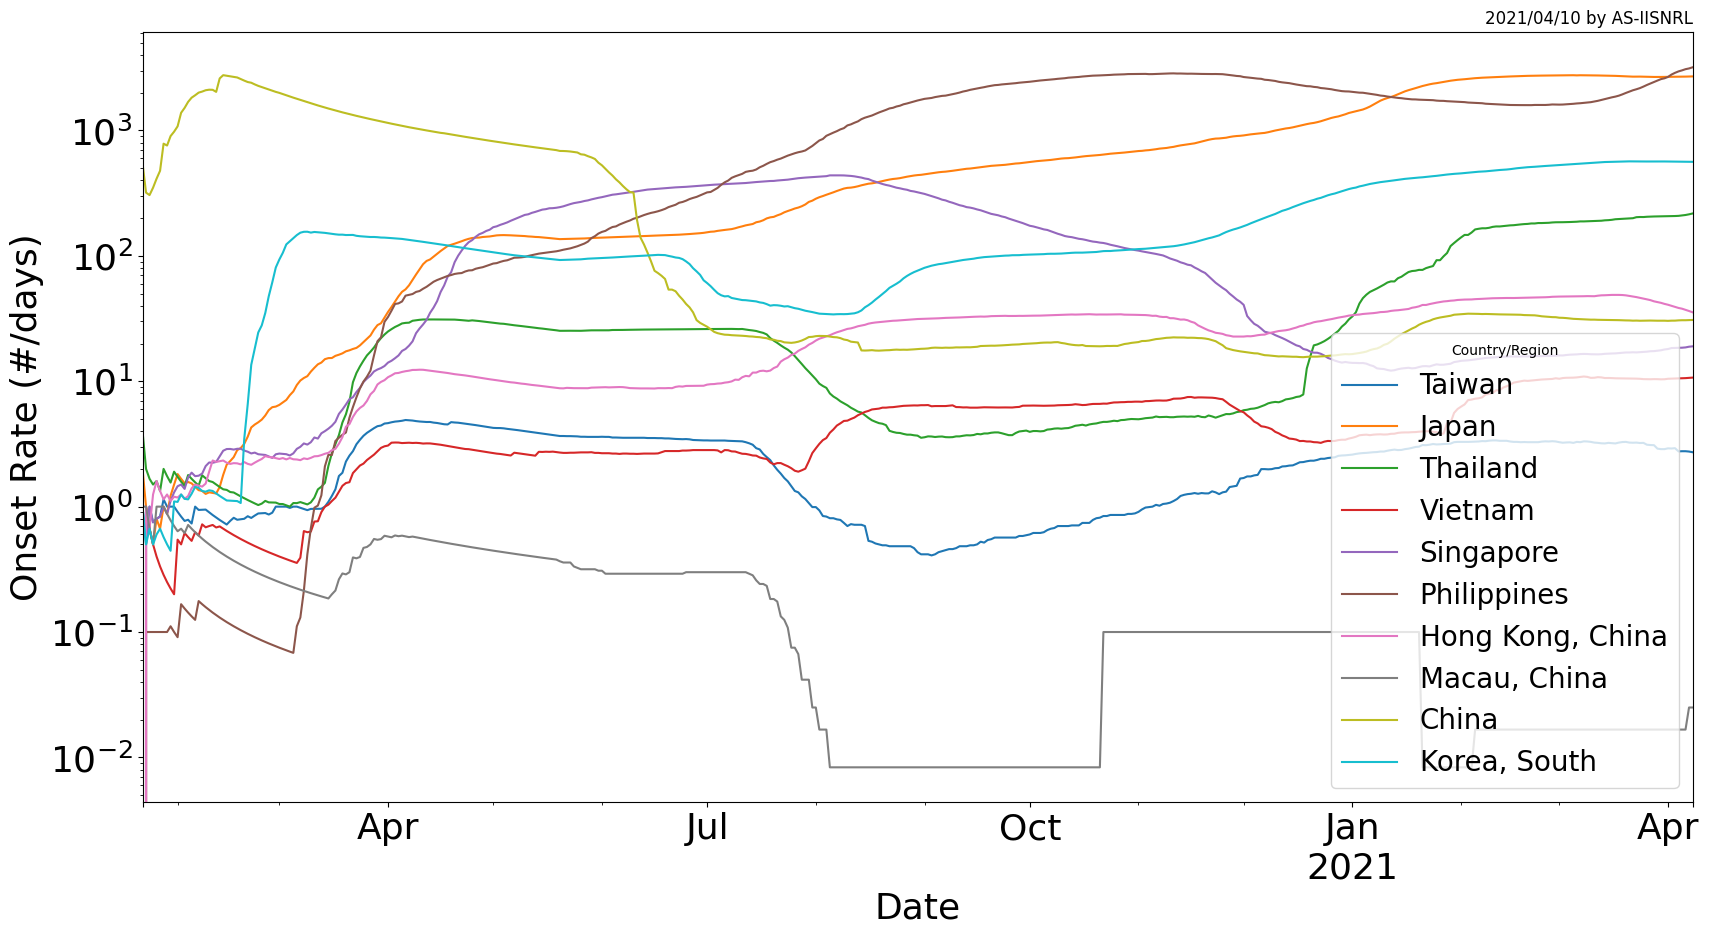 2021/04/10 by AS-IISNRL
Onset Rate (#/days)
10³
10²
10¹
10⁰
10⁻¹
10⁻²
Country/Region
Taiwan
Japan
Thailand
Vietnam
Singapore
Philippines
Hong Kong, China
Macau, China
China
Korea, South
Apr Jul Oct Jan Apr
2021
Date